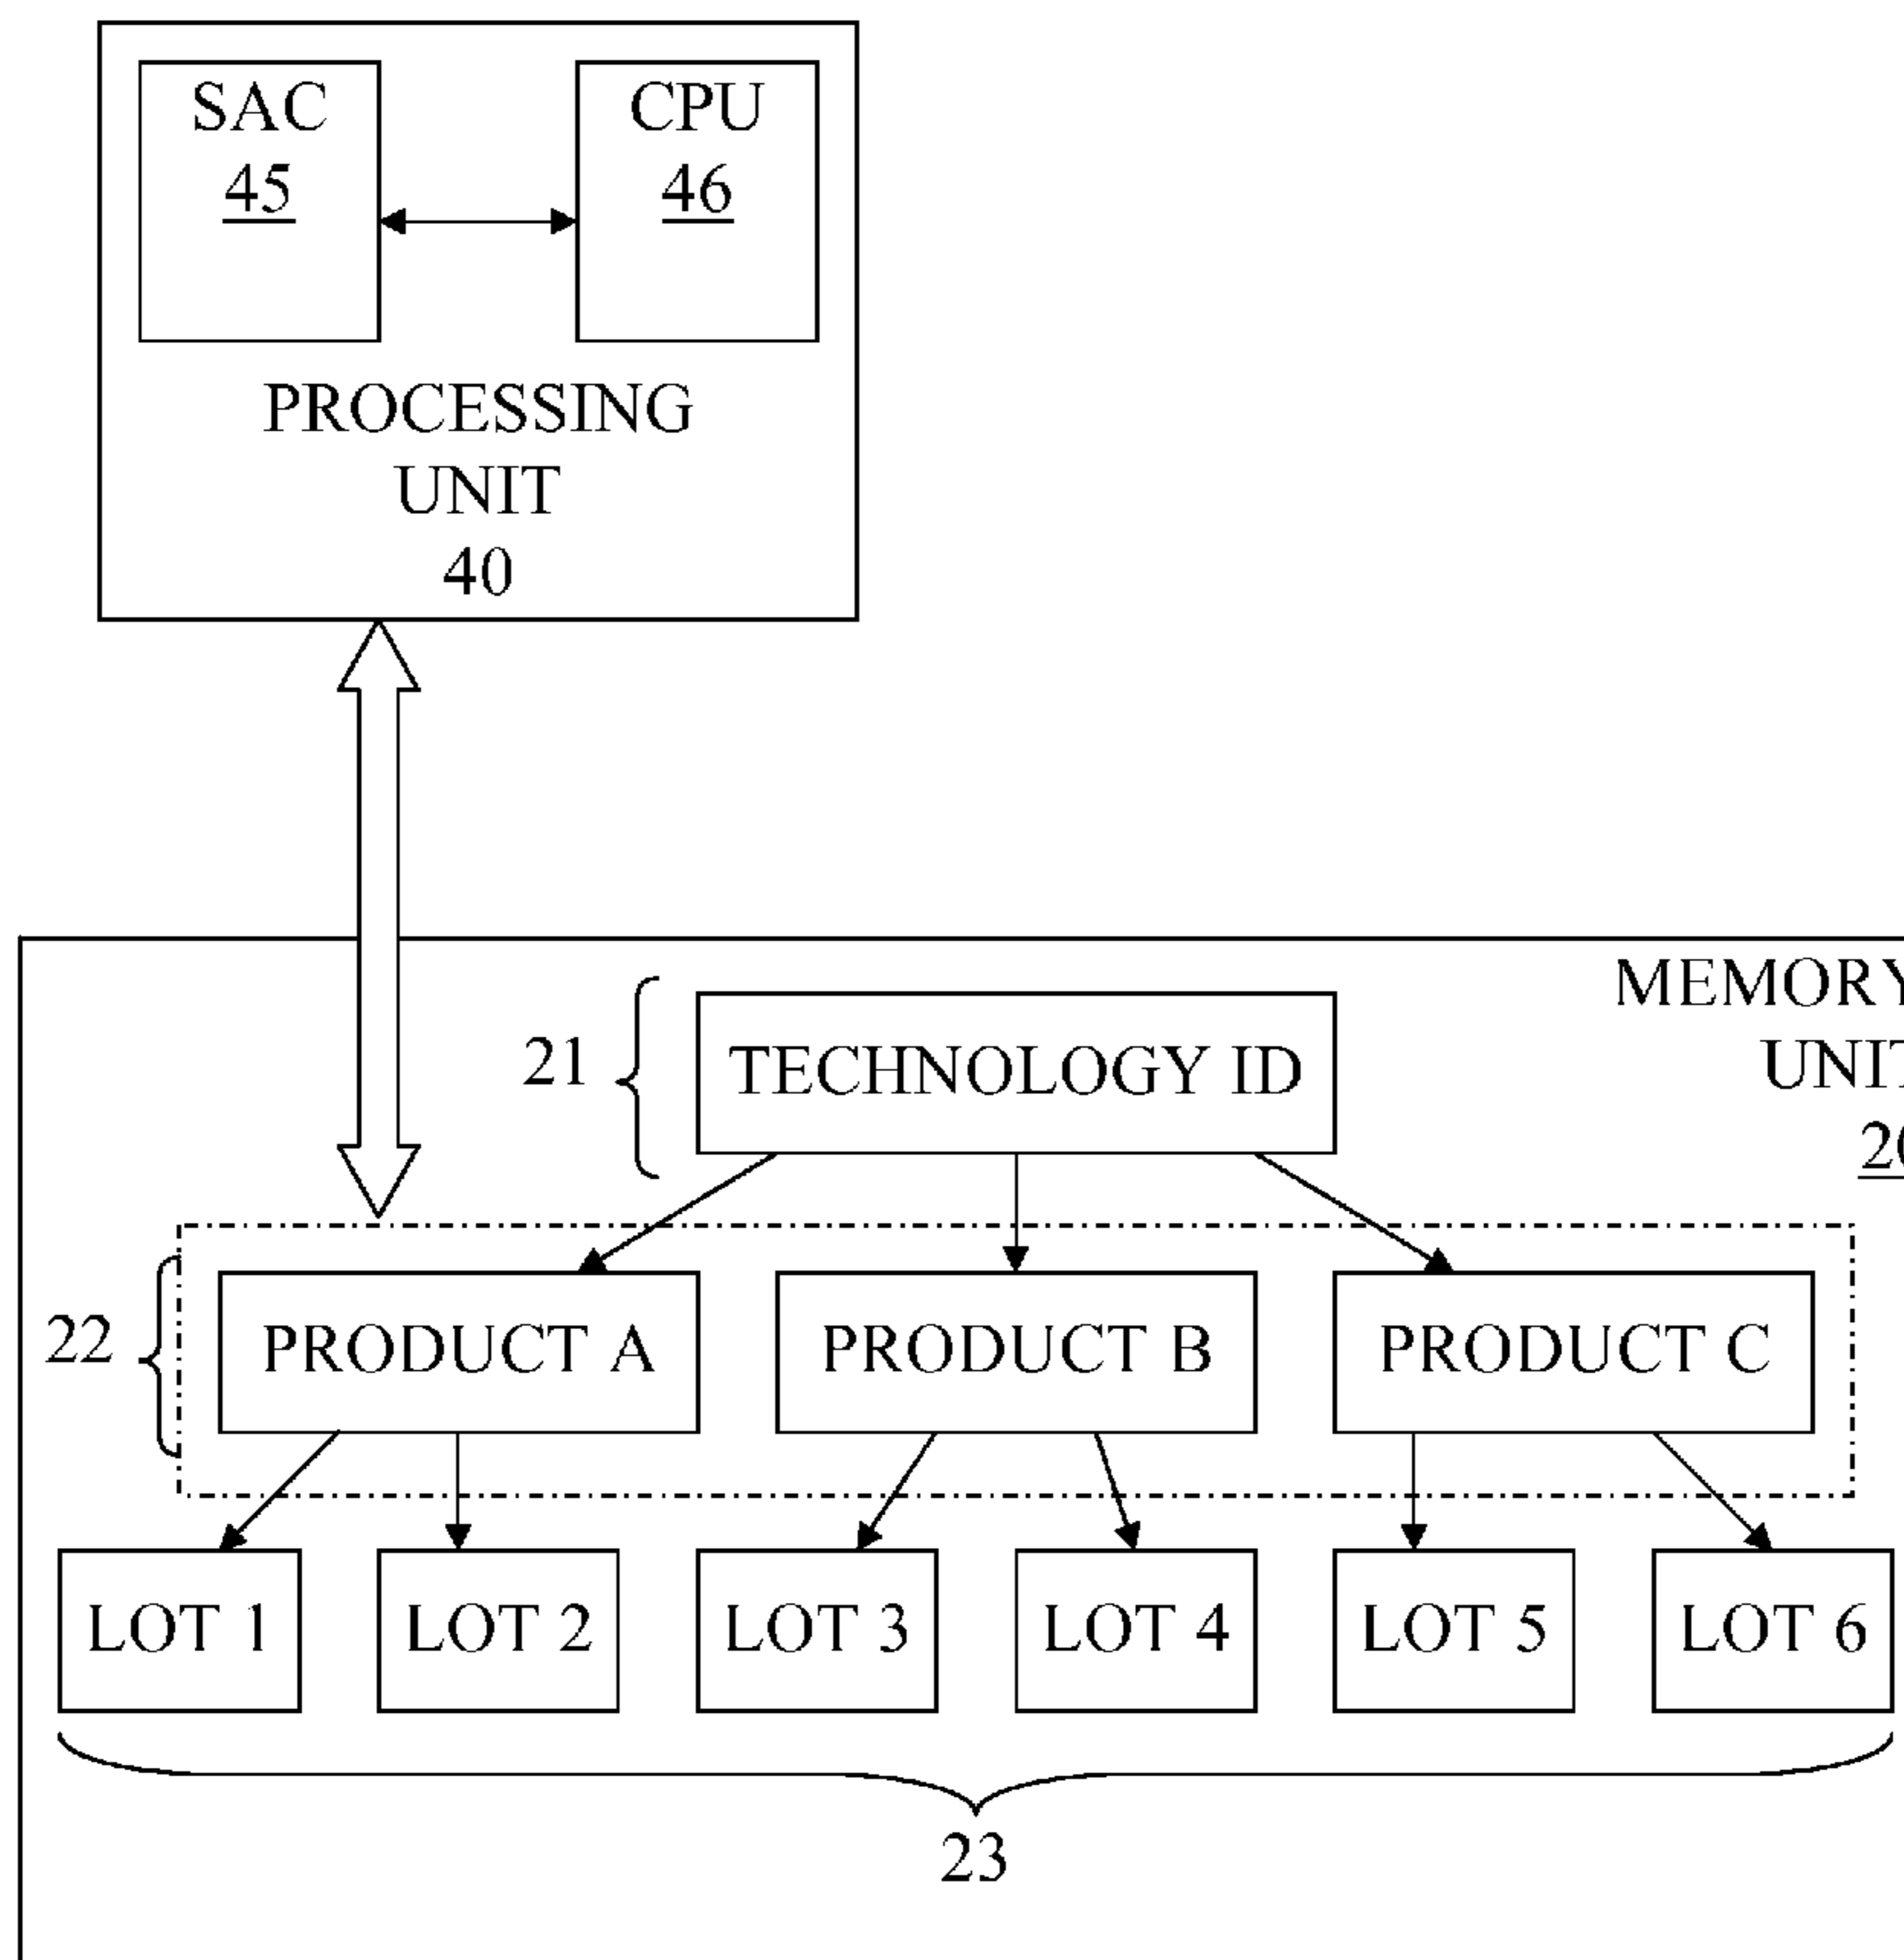 SAC
45
CPU
46
PROCESSING
UNIT
40
MEMORY
UNIT
21
TECHNOLOGY ID
22
PRODUCT A
PRODUCT B
PRODUCT C
LOT 1
LOT 2
LOT 3
LOT 4
LOT 5
LOT 6
23